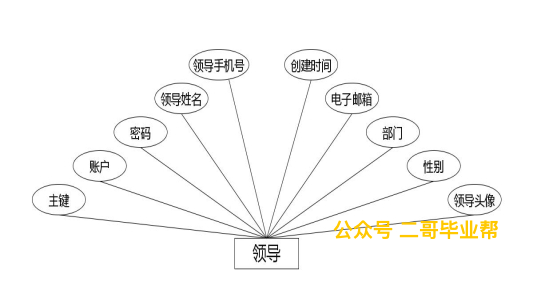 领导手机号
创建时间
领导姓名
电子邮箱
密码
部门
账户
性别
主键
领导头像
公众号 二哥毕业帮
领导